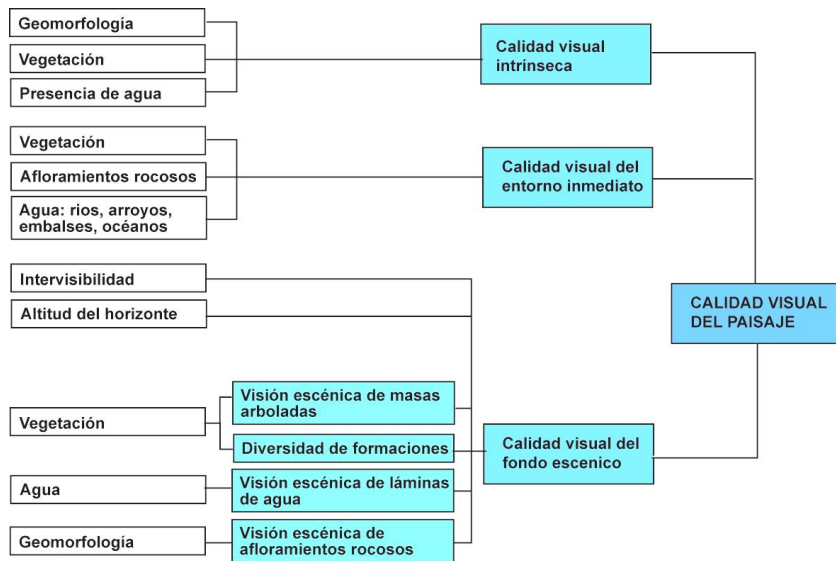 Geomorfología
Vegetación
Presencia de agua
Calidad visual
intrínseca
Vegetación
Afloramientos rocosos
Agua: rios, arroyos,
embalses, océanos
Calidad visual del
entorno inmediato
Intervisibilidad
Altitud del horizonte
CALIDAD VISUAL
DEL PAISAJE
Vegetación
Visión escénica de masas
arboladas
Diversidad de formaciones
Calidad visual del
fondo escenico
Agua
Visión escénica de láminas
de agua
Geomorfología
Visión escénica de
afloramientos rocosos